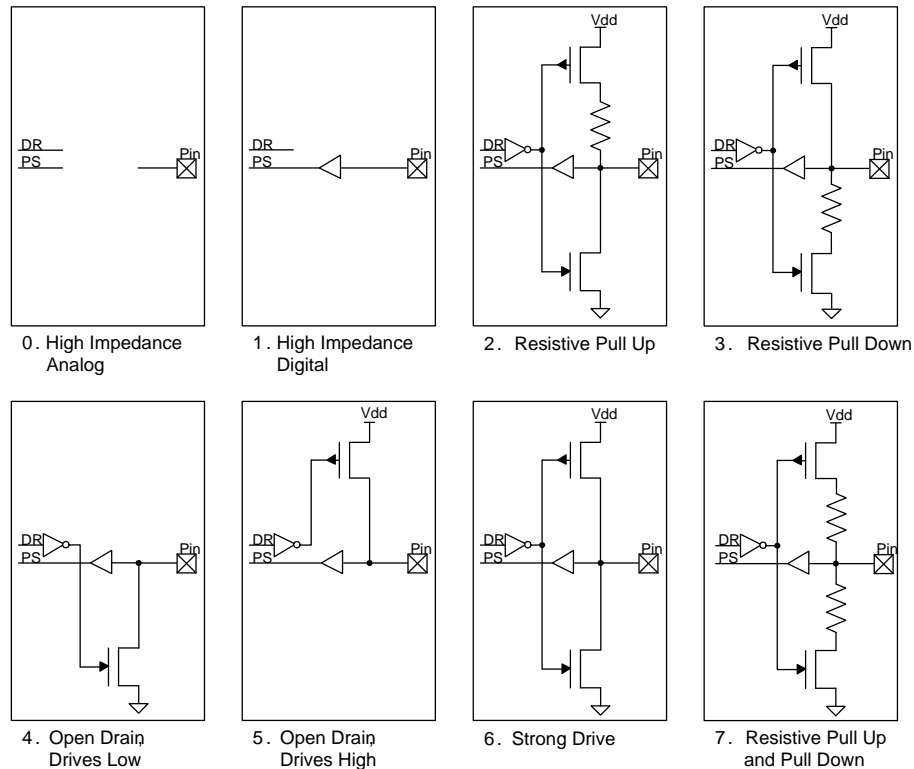 Vdd
Vdd
DR
PS
Pin
DR
PS
Pin
DR
PS
Pin
DR
PS
Pin
0. High Impedance
Analog
1. High Impedance
Digital
2. Resistive Pull Up
3. Resistive Pull Down
Vdd
Vdd
Vdd
DR
PS
Pin
DR
PS
Pin
DR
PS
Pin
DR
PS
Pin
4. Open Drain,
Drives Low
5. Open Drain,
Drives High
6. Strong Drive
7. Resistive Pull Up
and Pull Down